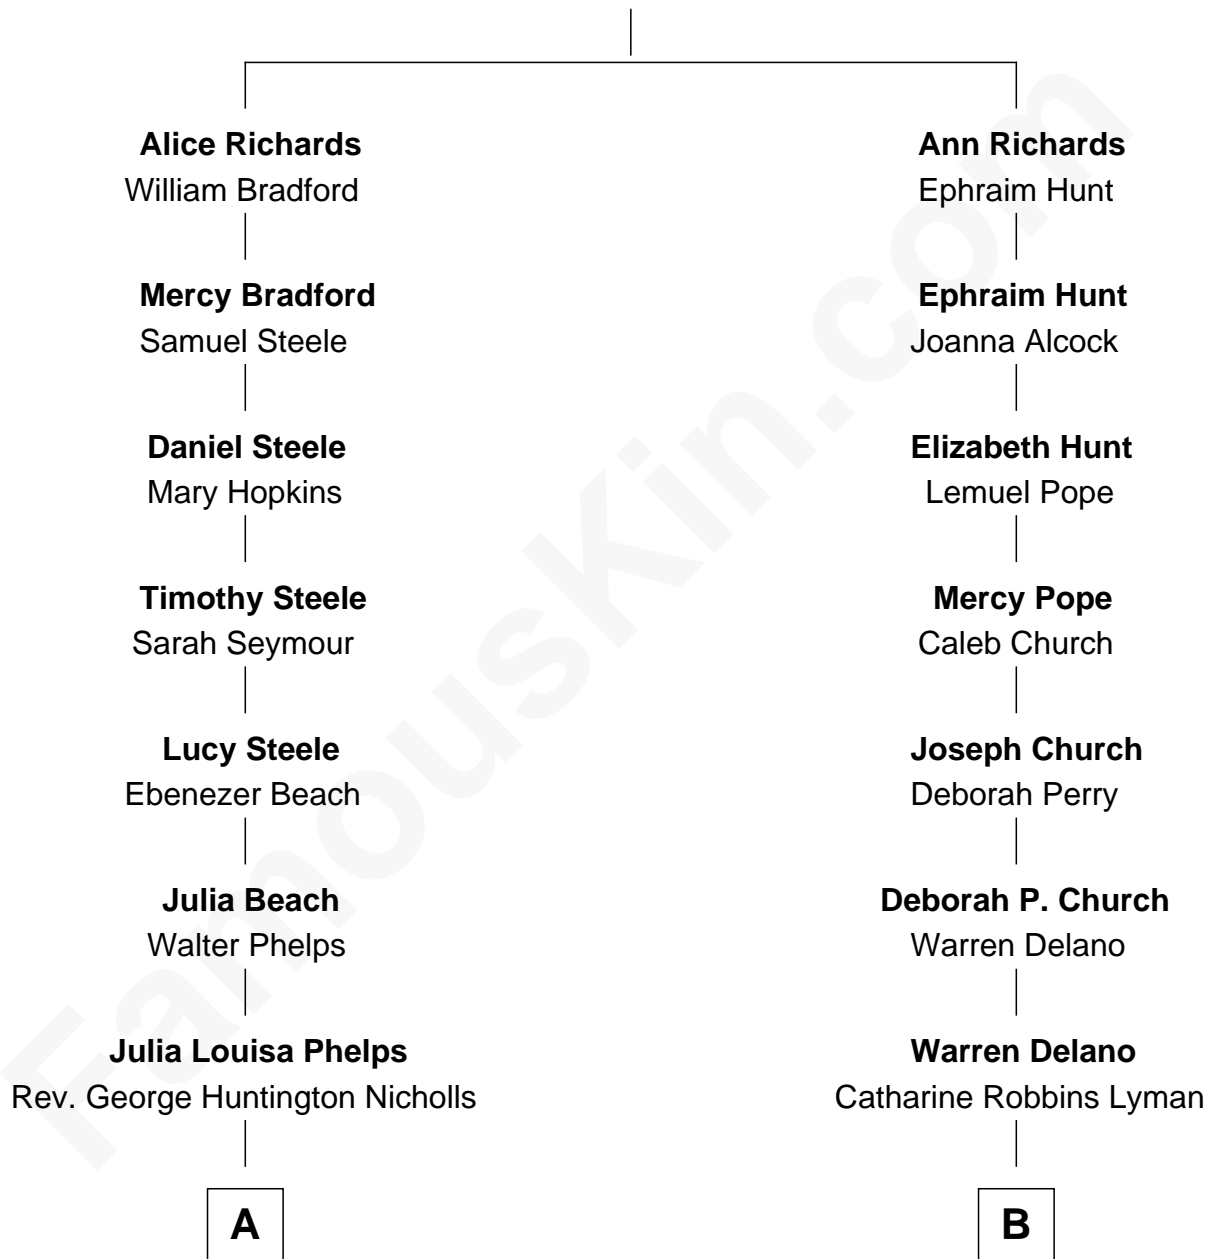 Alice Richards
William Bradford
Mercy Bradford
Samuel Steele
Daniel Steele
Mary Hopkins
Timothy Steele
Sarah Seymour
Lucy Steele
Ebenezer Beach
Julia Beach
Walter Phelps
Julia Louisa Phelps
Rev. George Huntington Nicholls
A
Ann Richards
Ephraim Hunt
Ephraim Hunt
Joanna Alcock
Elizabeth Hunt
Lemuel Pope
Mercy Pope
Caleb Church
Joseph Church
Deborah Perry
Deborah P. Church
Warren Delano
Warren Delano
Catharine Robbins Lyman
B
FamousKin.com